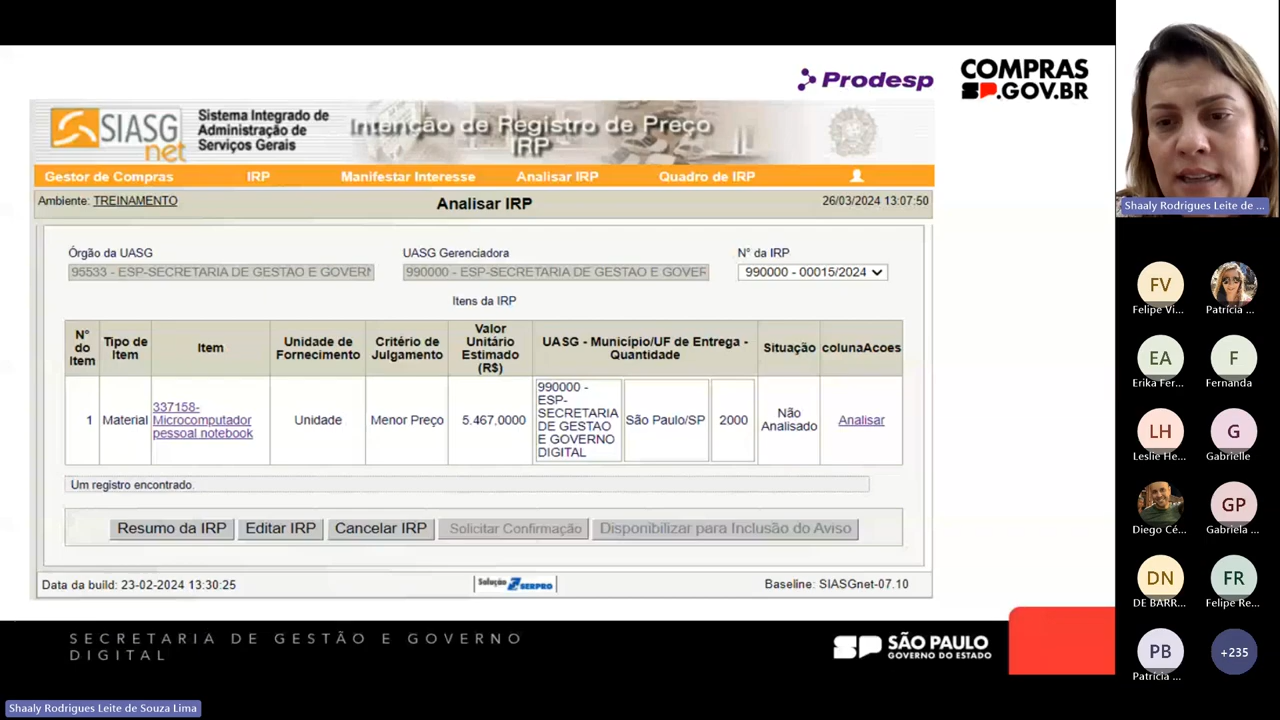 Prodesp
COMPRAS
SP.GOV.BR
SIASG
net
Sistema Integrado de
Administração de
Serviços Gerais
Intenção de Registro de Preço
IRP
Gestor de Compras
IRP
Manifestar Interesse
Analisar IRP
Quadro de IRP
Ambiente: TREINAMENTO
Analisar IRP
26/03/2024 13:07:50
Órgão da UASG
UASG Gerenciadora
N° da IRP
95533 - ESP-SECRETARIA DE GESTAO E GOVERN
990000 - ESP-SECRETARIA DE GESTAO E GOVER
990000 - 00015/2024
Itens da IRP
N°
do
Item
Tipo de
Item
Item
Unidade de
Fornecimento
Critério de
Julgamento
Valor
Unitário
Estimado
(R$)
UASG - Município/UF de Entrega -
Quantidade
Situação
colunaAcoes
1
Material
337158-
Microcomputador
pessoal notebook
Unidade
Menor Preço
5.467,0000
990000 -
ESP-
SECRETARIA
DE GESTAO
E GOVERNO
DIGITAL
São Paulo/SP
2000
Não
Analisado
Analisar
Um registro encontrado.
Resumo da IRP
Editar IRP
Cancelar IRP
Solicitar Confirmação
Disponibilizar para Inclusão do Aviso
Data da build: 23-02-2024 13:30:25
Solução
SERPRO
Baseline: SIASGnet-07.10
SECRETARIA DE GESTÃO E GOVERNO
DIGITAL
SÃO PAULO
GOVERNO DO ESTADO
Shaaly Rodrigues Leite de Souza Lima
Shaaly Rodrigues Leite de ...
FV
Felipe Vi...
Patrícia ...
EA
Erika Fer...
F
Fernanda
LH
Leslie He...
G
Gabrielle
Diego Cé...
GP
Gabriela ...
DN
DE BARR...
FR
Felipe Re...
PB
Patrícia ...
+235